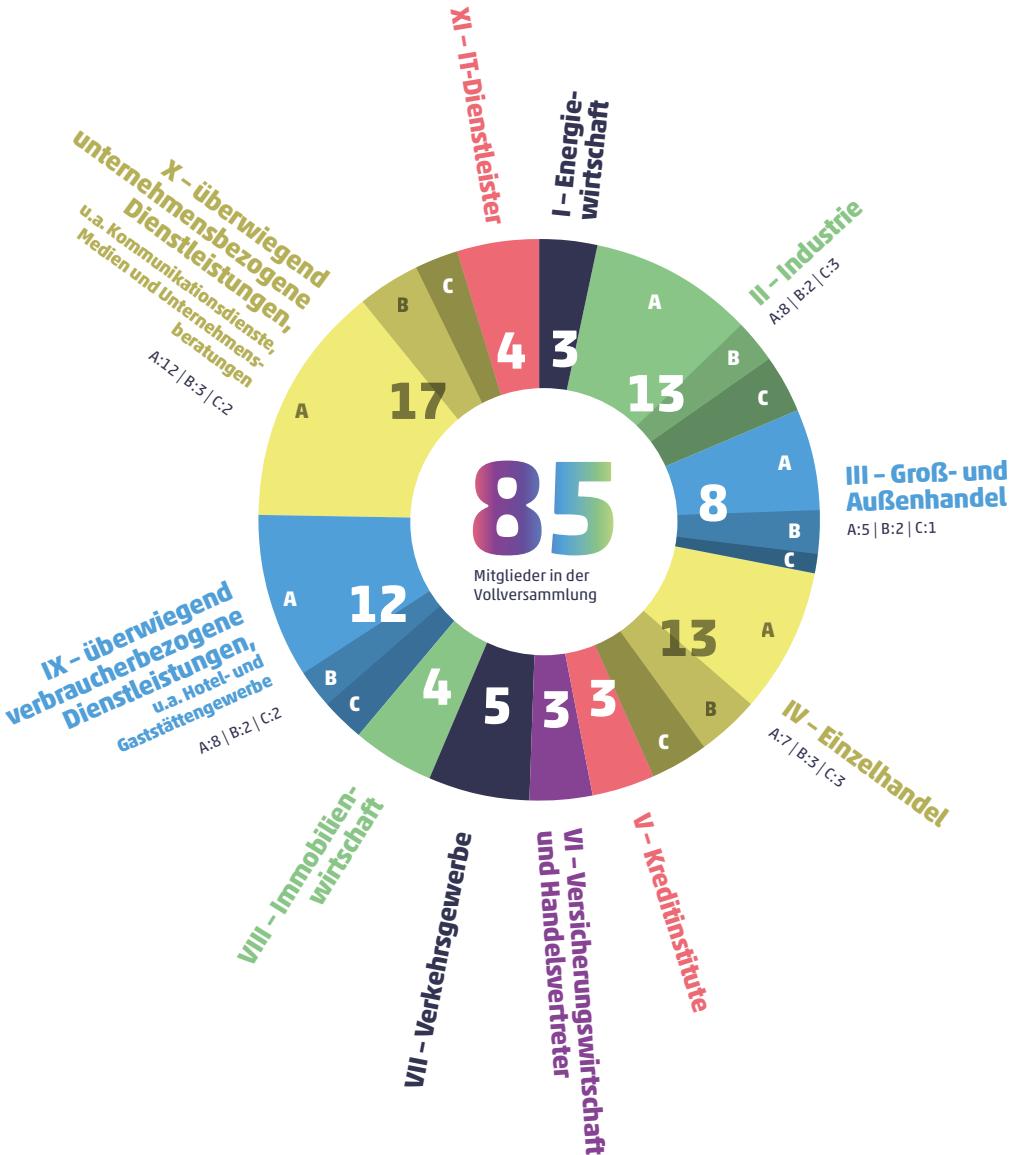 XI – IT-Dienstleister
4
I – Energie-
wirtschaft
3
II – Industrie
A:8 | B:2 | C:3
A
B
C
13
III – Groß- und
Außenhandel
A:5 | B:2 | C:1
A
B
C
8
IV – Einzelhandel
A:7 | B:3 | C:3
A
B
C
13
V – Kreditinstitute
3
VI – Versicherungswirtschaft
und Handelsvertreter
3
VII – Verkehrsgewerbe
5
VIII – Immobilien-
wirtschaft
4
IX – überwiegend
verbraucherbezogene
Dienstleistungen,
u.a. Hotel- und
Gaststättengewerbe
A:8 | B:2 | C:2
A
B
C
12
X – überwiegend
unternehmensbezogene
Dienstleistungen,
u.a. Kommunikationsdienste,
Medien und Unternehmens-
beratungen
A:12 | B:3 | C:2
A
B
C
17
85
Mitglieder in der
Vollversammlung